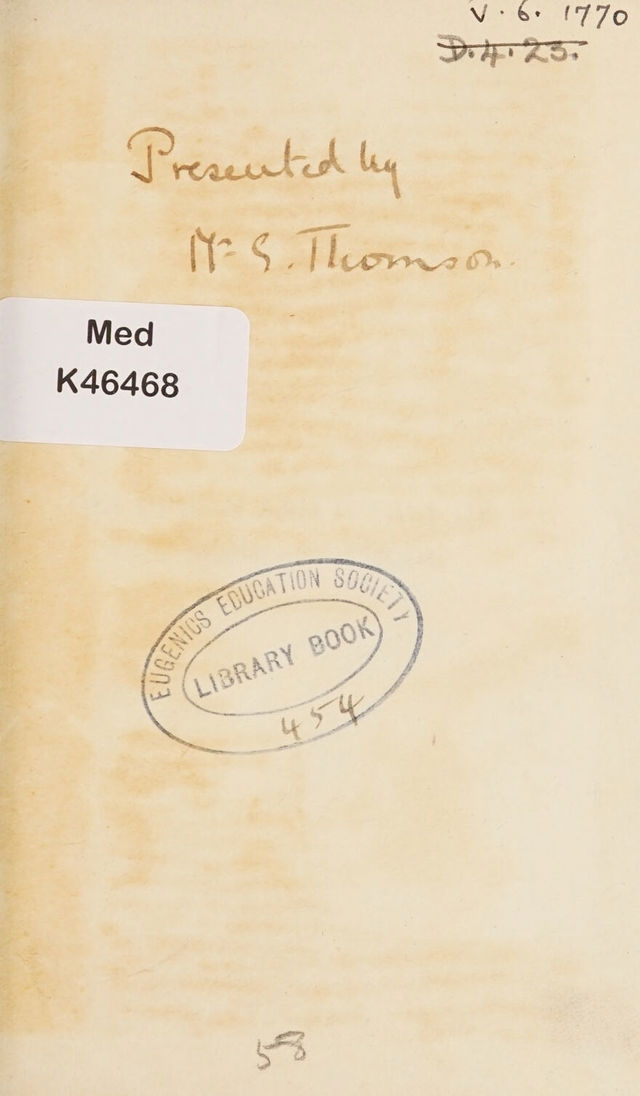 V. 6. 1770
D.4.25.
Presented by
Mr G. Thomson.
Med
K46468
EUGENICS EDUCATION SOCIETY
LIBRARY BOOK
454
58